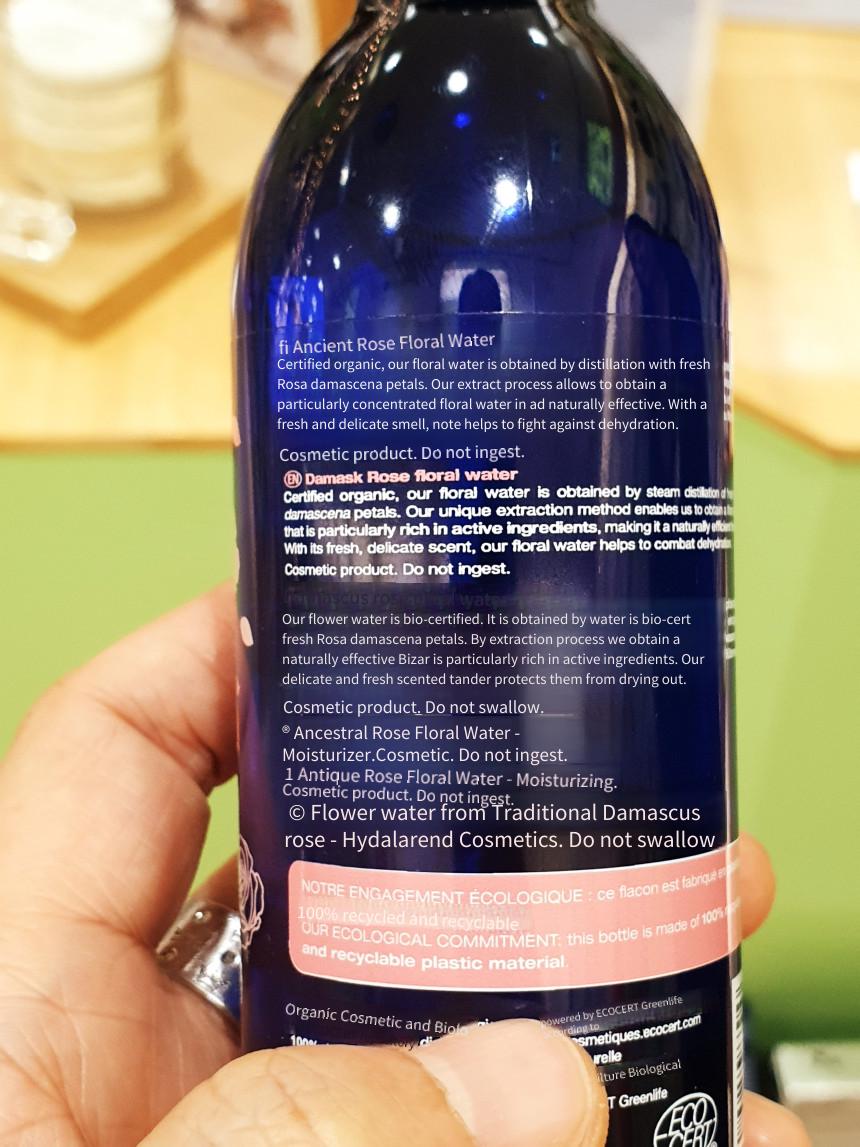 fi Ancient Rose Floral Water
Certified organic, our floral water is obtained by distillation with fresh
Rosa damascena petals. Our extract process allows to obtain a
particularly concentrated floral water in ad naturally effective. With a
fresh and delicate smell, note helps to fight against dehydration.
Cosmetic product. Do not ingest.
EN Damask Rose floral water
Certified organic, our floral water is obtained by steam distillation of
damascena petals. Our unique extraction method enables us to obtain a
that is particularly rich in active ingredients, making it a naturally
With its fresh, delicate scent, our floral water helps to combat
Cosmetic product. Do not ingest.
Our flower water is bio-certified. It is obtained by water is bio-cert
fresh Rosa damascena petals. By extraction process we obtain a
naturally effective Bizar is particularly rich in active ingredients. Our
delicate and fresh scented tander protects them from drying out.
Cosmetic product. Do not swallow.
® Ancestral Rose Floral Water -
Moisturizer.Cosmetic. Do not ingest.
1 Antique Rose Floral Water - Moisturizing.
Cosmetic product. Do not ingest.
© Flower water from Traditional Damascus
rose - Hydalarend Cosmetics. Do not swallow
NOTRE ENGAGEMENT ÉCOLOGIQUE : ce flacon est fabriqué en
100% recycled and recyclable
OUR ECOLOGICAL COMMITMENT: this bottle is made of 100%
and recyclable plastic material.
Organic Cosmetic and
powered by ECOCERT Greenlife
according to
100%
cosmetiques.ecocert.com
Biological
Greenlife
ECO
CERT